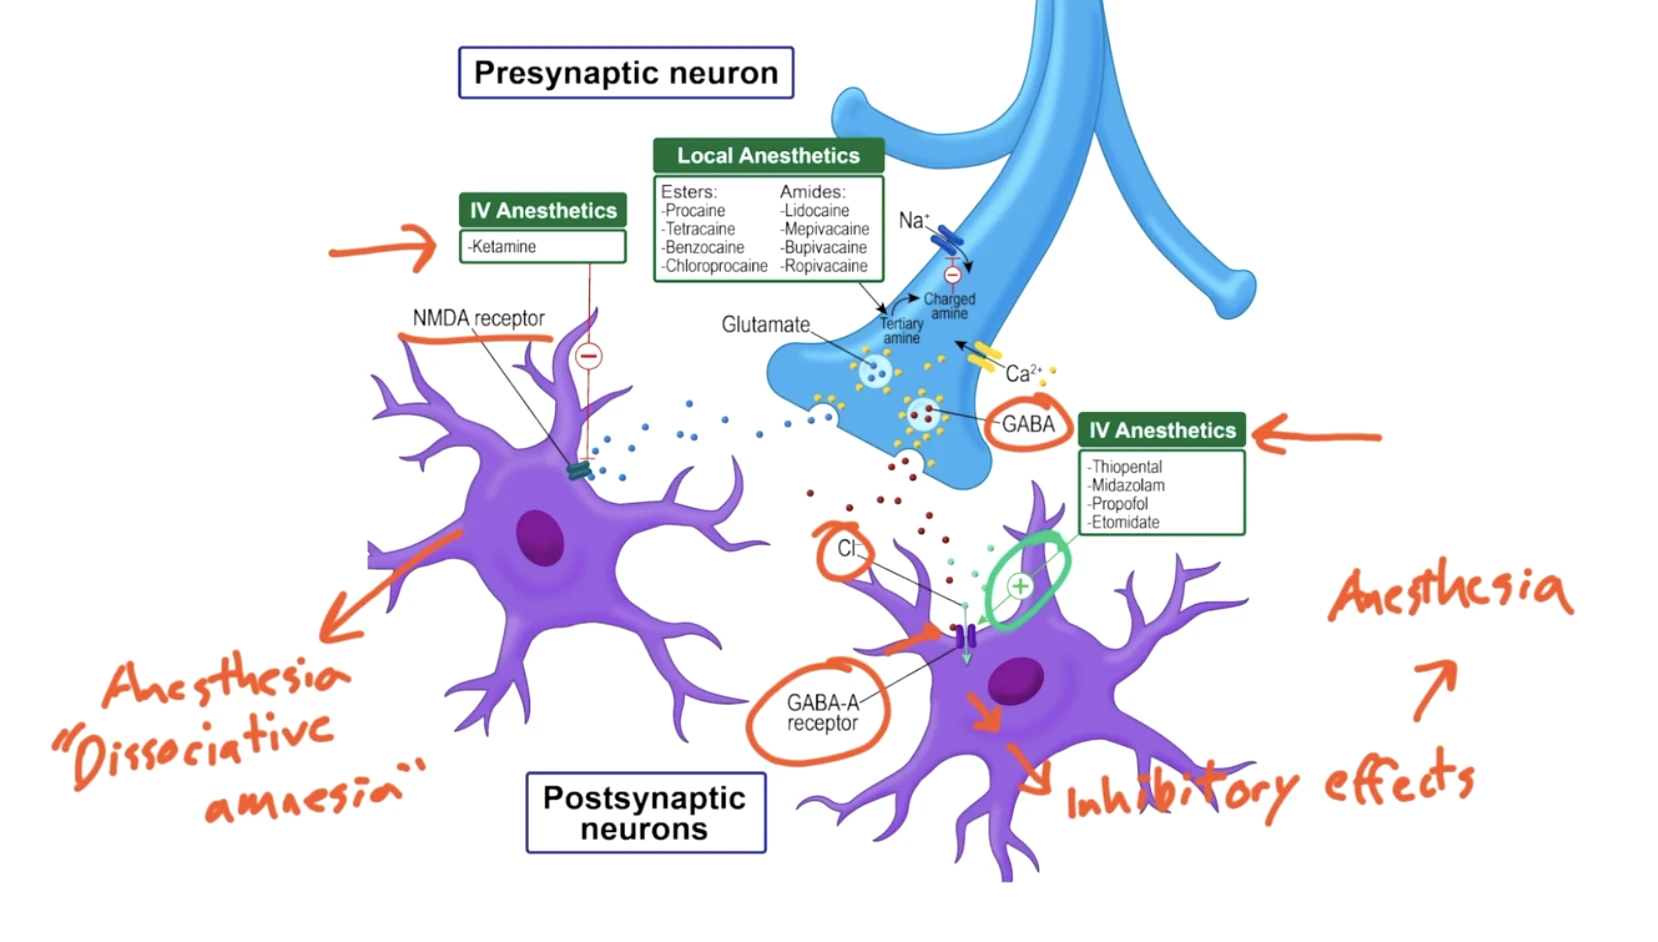 Presynaptic neuron
Local Anesthetics
Esters:
-Procaine
-Tetracaine
-Benzocaine
-Chloroprocaine
Amides:
-Lidocaine
-Mepivacaine
-Bupivacaine
-Ropivacaine
IV Anesthetics
-Ketamine
NMDA receptor
Na⁺
Charged
amine
Tertiary
amine
Glutamate
Ca²⁺
GABA
IV Anesthetics
-Thiopental
-Midazolam
-Propofol
-Etomidate
Cl⁻
GABA-A
receptor
Anesthesia
"Dissociative
amnesia"
Anesthesia
Inhibitory effects
Postsynaptic
neurons